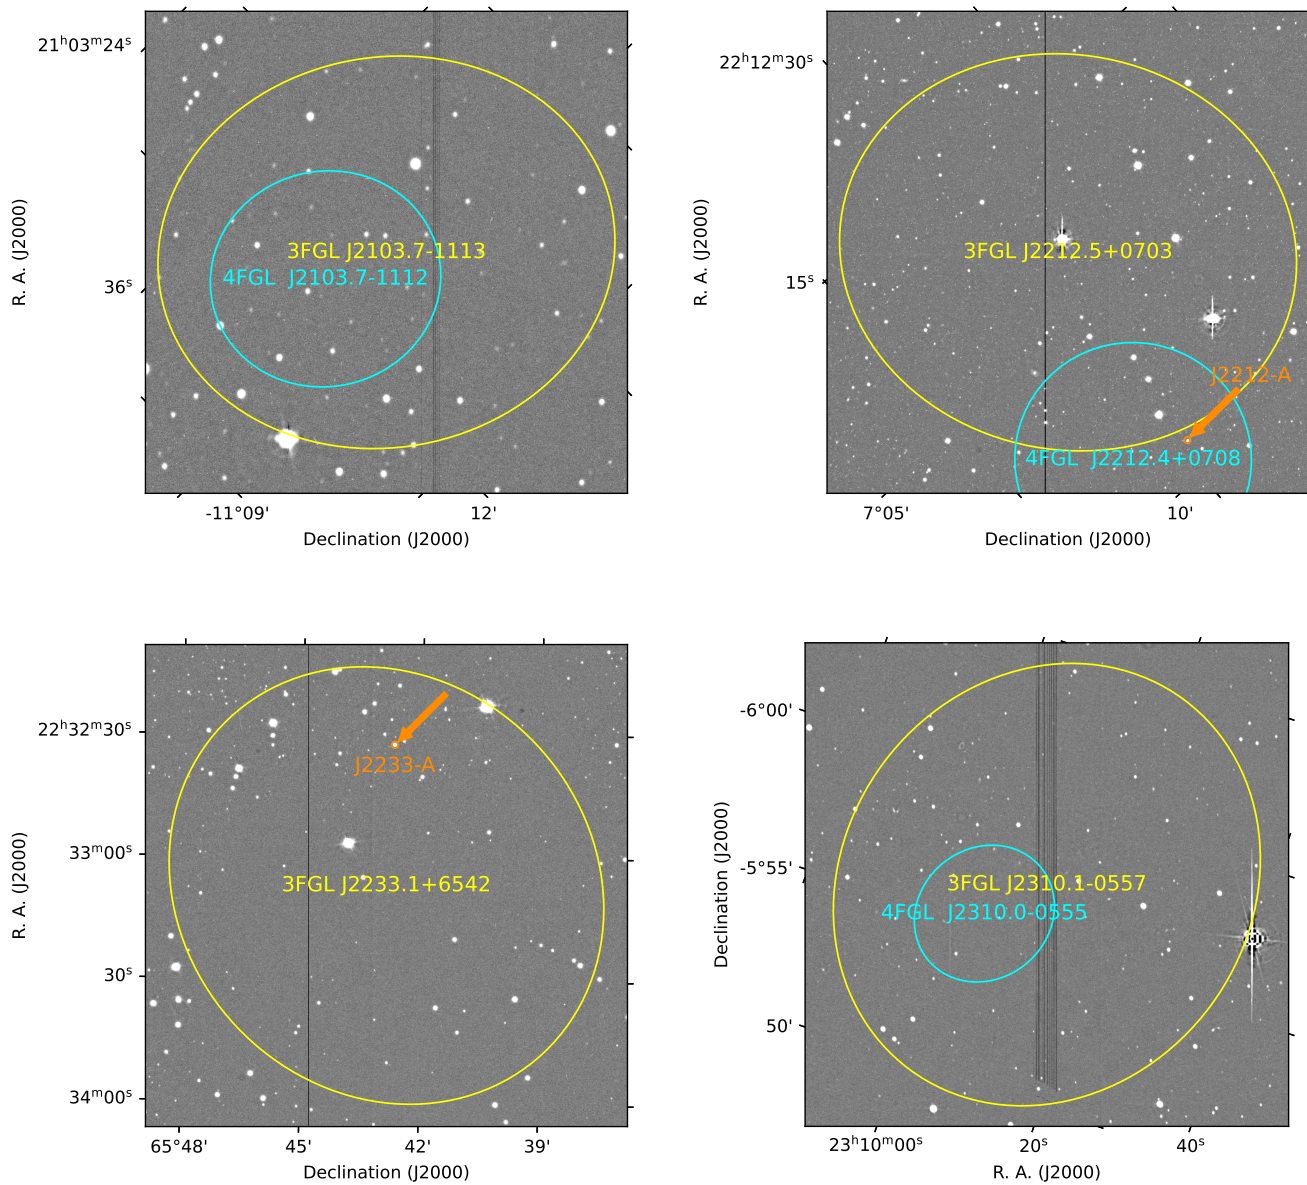 21ʰ03ᵐ24ˢ
36ˢ
R. A. (J2000)
3FGL J2103.7-1113
4FGL J2103.7-1112
-11°09'
12'
Declination (J2000)
22ʰ12ᵐ30ˢ
15ˢ
R. A. (J2000)
3FGL J2212.5+0703
J2212-A
4FGL J2212.4+0708
7°05'
10'
Declination (J2000)
22ʰ32ᵐ30ˢ
33ᵐ00ˢ
30ˢ
34ᵐ00ˢ
R. A. (J2000)
J2233-A
3FGL J2233.1+6542
65°48'
45'
42'
39'
Declination (J2000)
-6°00'
-5°55'
50'
Declination (J2000)
3FGL J2310.1-0557
4FGL J2310.0-0555
23ʰ10ᵐ00ˢ
20ˢ
40ˢ
R. A. (J2000)